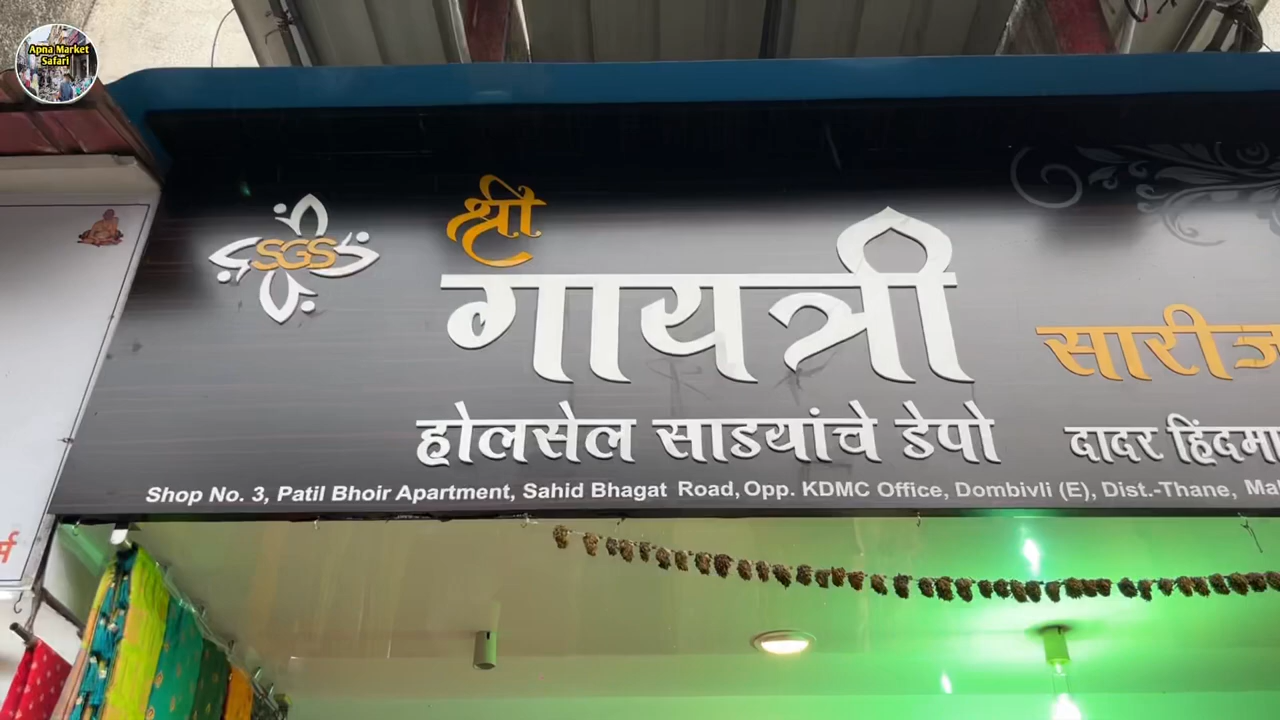 Apna Market
Safari
SGS
श्री
गायत्री
सारीज
होलसेल साडयांचे डेपो
दादर हिंदमा
Shop No. 3, Patil Bhoir Apartment, Sahid Bhagat Road, Opp. KDMC Office, Dombivli (E), Dist.-Thane,